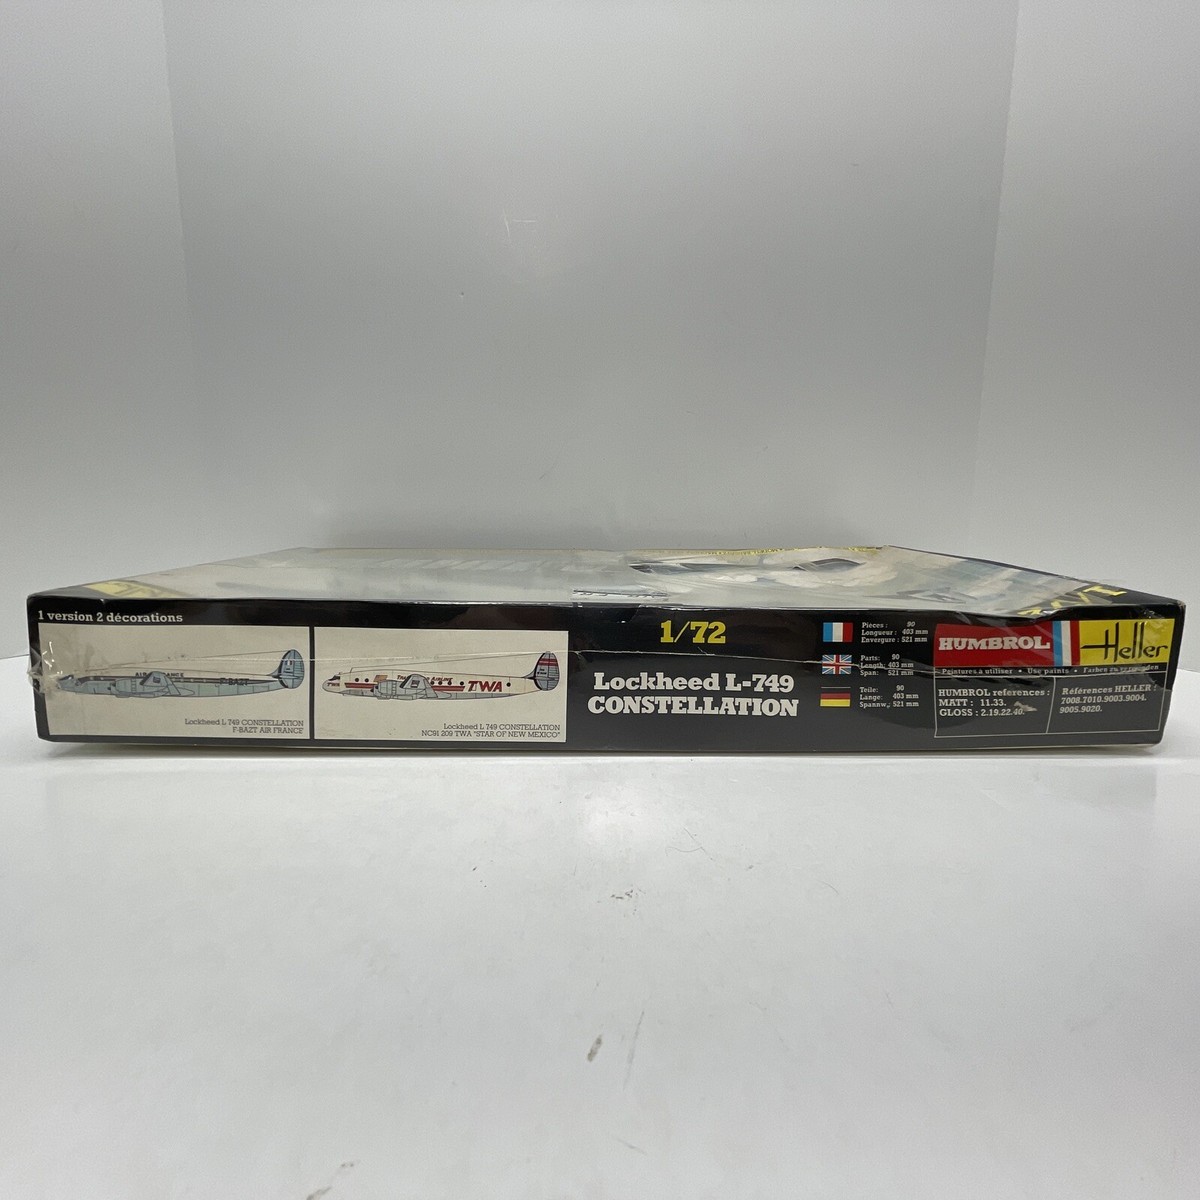 1 version 2 décorations
Lockheed L 749 CONSTELLATION
F-BAZT AIR FRANCE
TWA
Lockheed L 749 CONSTELLATION
NC91 209 TWA "STAR OF NEW MEXICO"
1/72
Lockheed L-749
CONSTELLATION
Pièces: 90
Longueur: 403 mm
Envergure: 521 mm
Parts: 90
Length: 403 mm
Span: 521 mm
Teile: 90
Lange: 403 mm
Spannw.: 521 mm
HUMBROL
Heller
Peintures à utiliser • Use paints • Farbes
HUMBROL references:
MATT: 11.33.
GLOSS: 2.19.22.40.
Références HELLER:
7008.7010.9003.9004.
9005.9020.